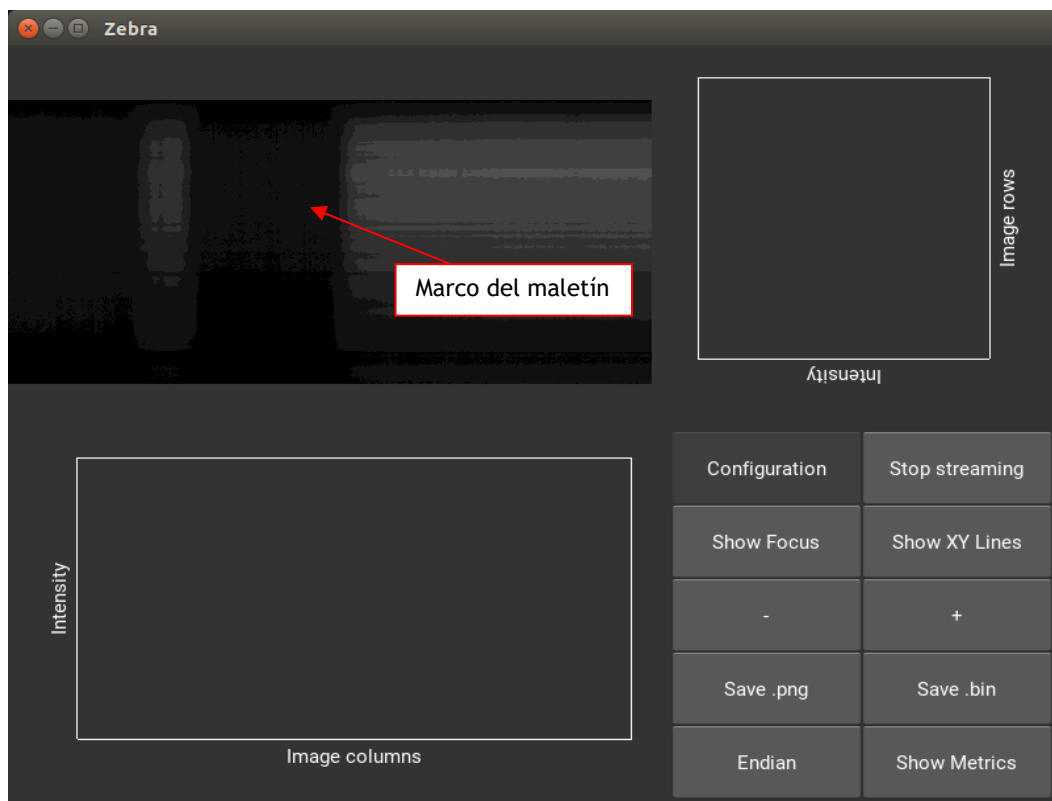 Zebra
Marco del maletín
Image rows
Intensity
Intensity
Image columns
Configuration
Stop streaming
Show Focus
Show XY Lines
-
+
Save .png
Save .bin
Endian
Show Metrics